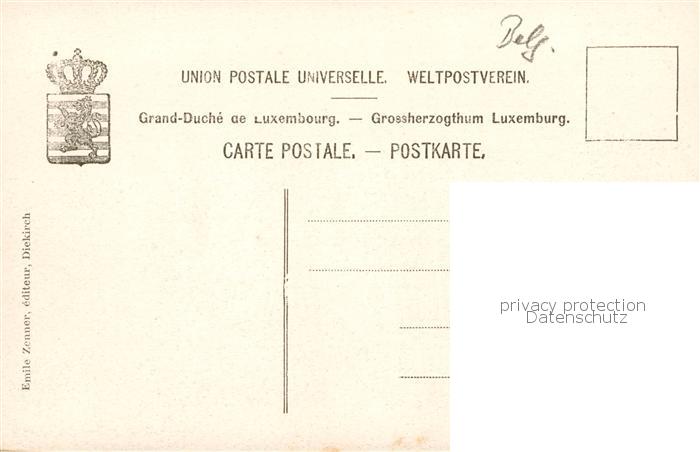 Belg.
UNION POSTALE UNIVERSELLE. WELTPOSTVEREIN.
Grand-Duché de Luxembourg. — Grossherzogthum Luxemburg.
CARTE POSTALE. — POSTKARTE.
Emile Zenner, éditeur, Diekirch
privacy protection
Datenschutz